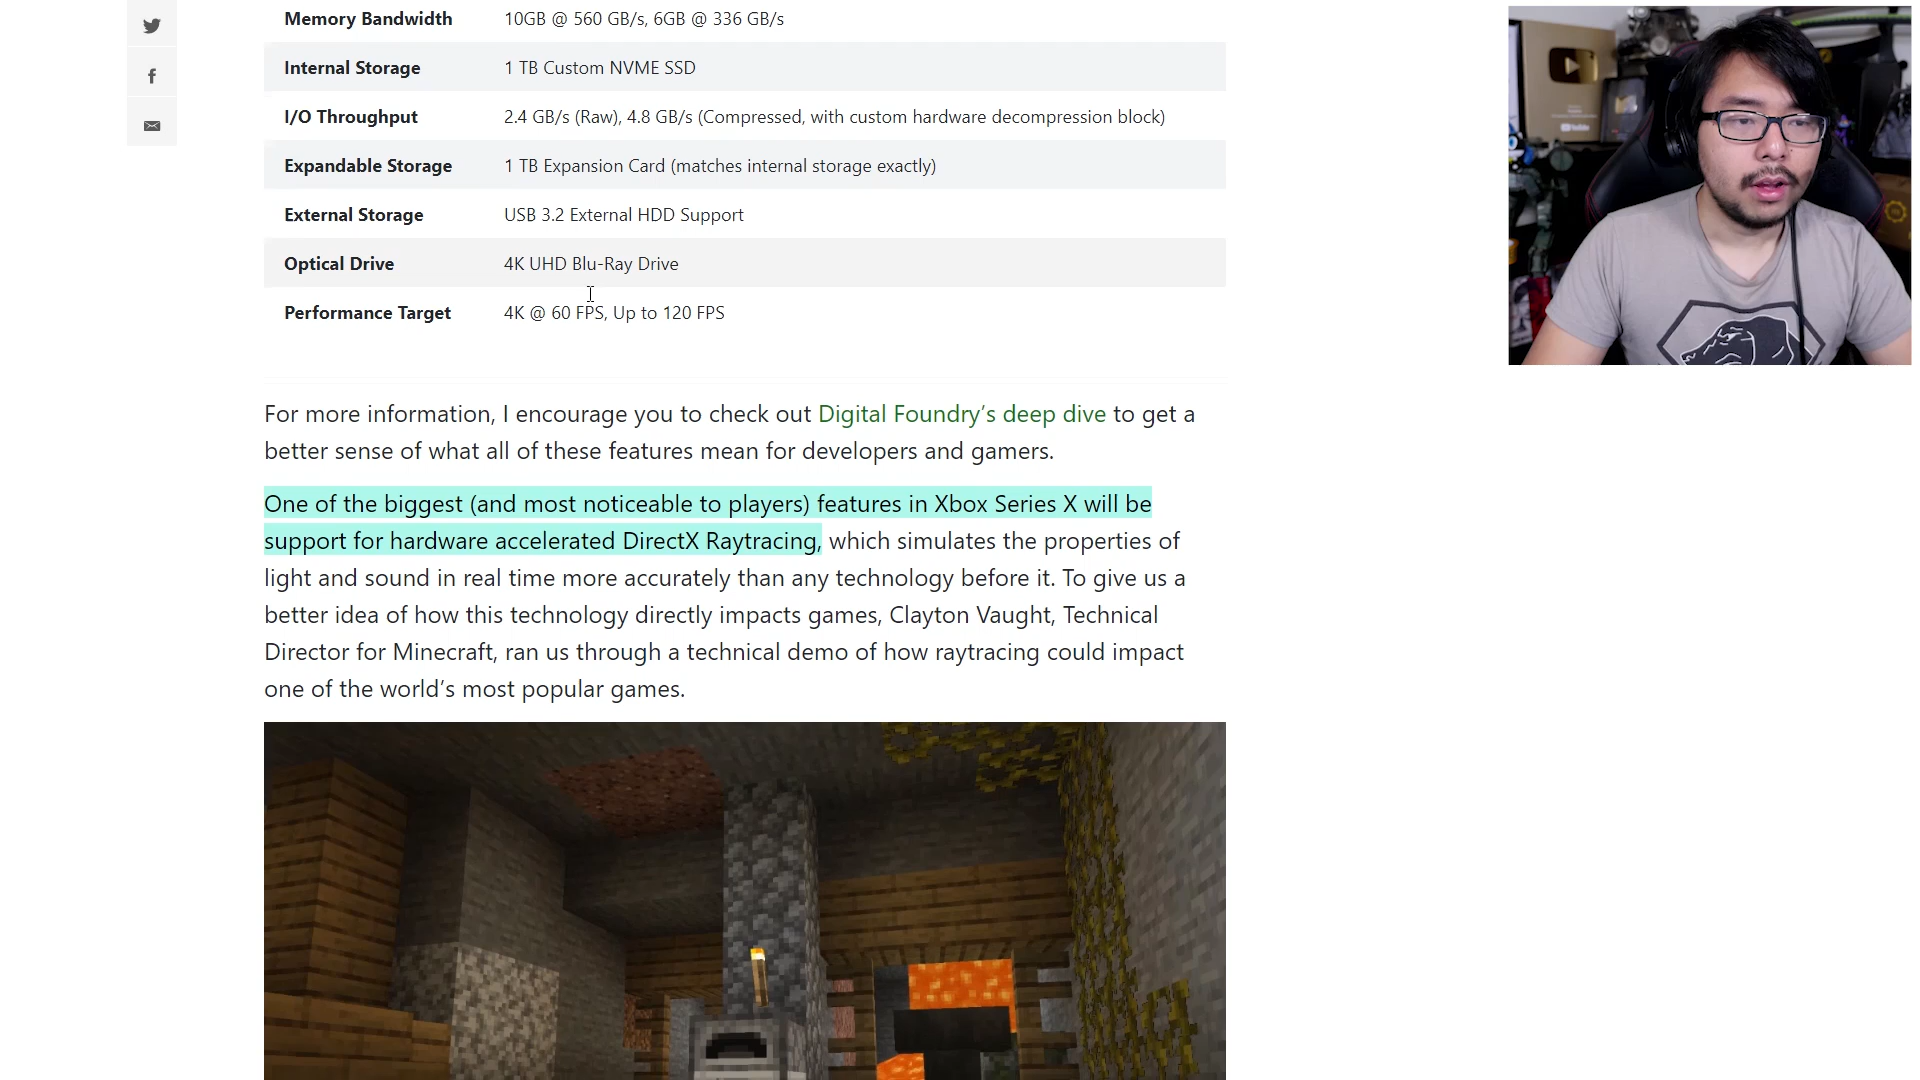 Memory Bandwidth 10GB @ 560 GB/s, 6GB @ 336 GB/s
Internal Storage 1 TB Custom NVME SSD
I/O Throughput 2.4 GB/s (Raw), 4.8 GB/s (Compressed, with custom hardware decompression block)
Expandable Storage 1 TB Expansion Card (matches internal storage exactly)
External Storage USB 3.2 External HDD Support
Optical Drive 4K UHD Blu-Ray Drive
Performance Target 4K @ 60 FPS, Up to 120 FPS
For more information, I encourage you to check out Digital Foundry’s deep dive to get a
better sense of what all of these features mean for developers and gamers.
One of the biggest (and most noticeable to players) features in Xbox Series X will be
support for hardware accelerated DirectX Raytracing, which simulates the properties of
light and sound in real time more accurately than any technology before it. To give us a
better idea of how this technology directly impacts games, Clayton Vaught, Technical
Director for Minecraft, ran us through a technical demo of how raytracing could impact
one of the world’s most popular games.